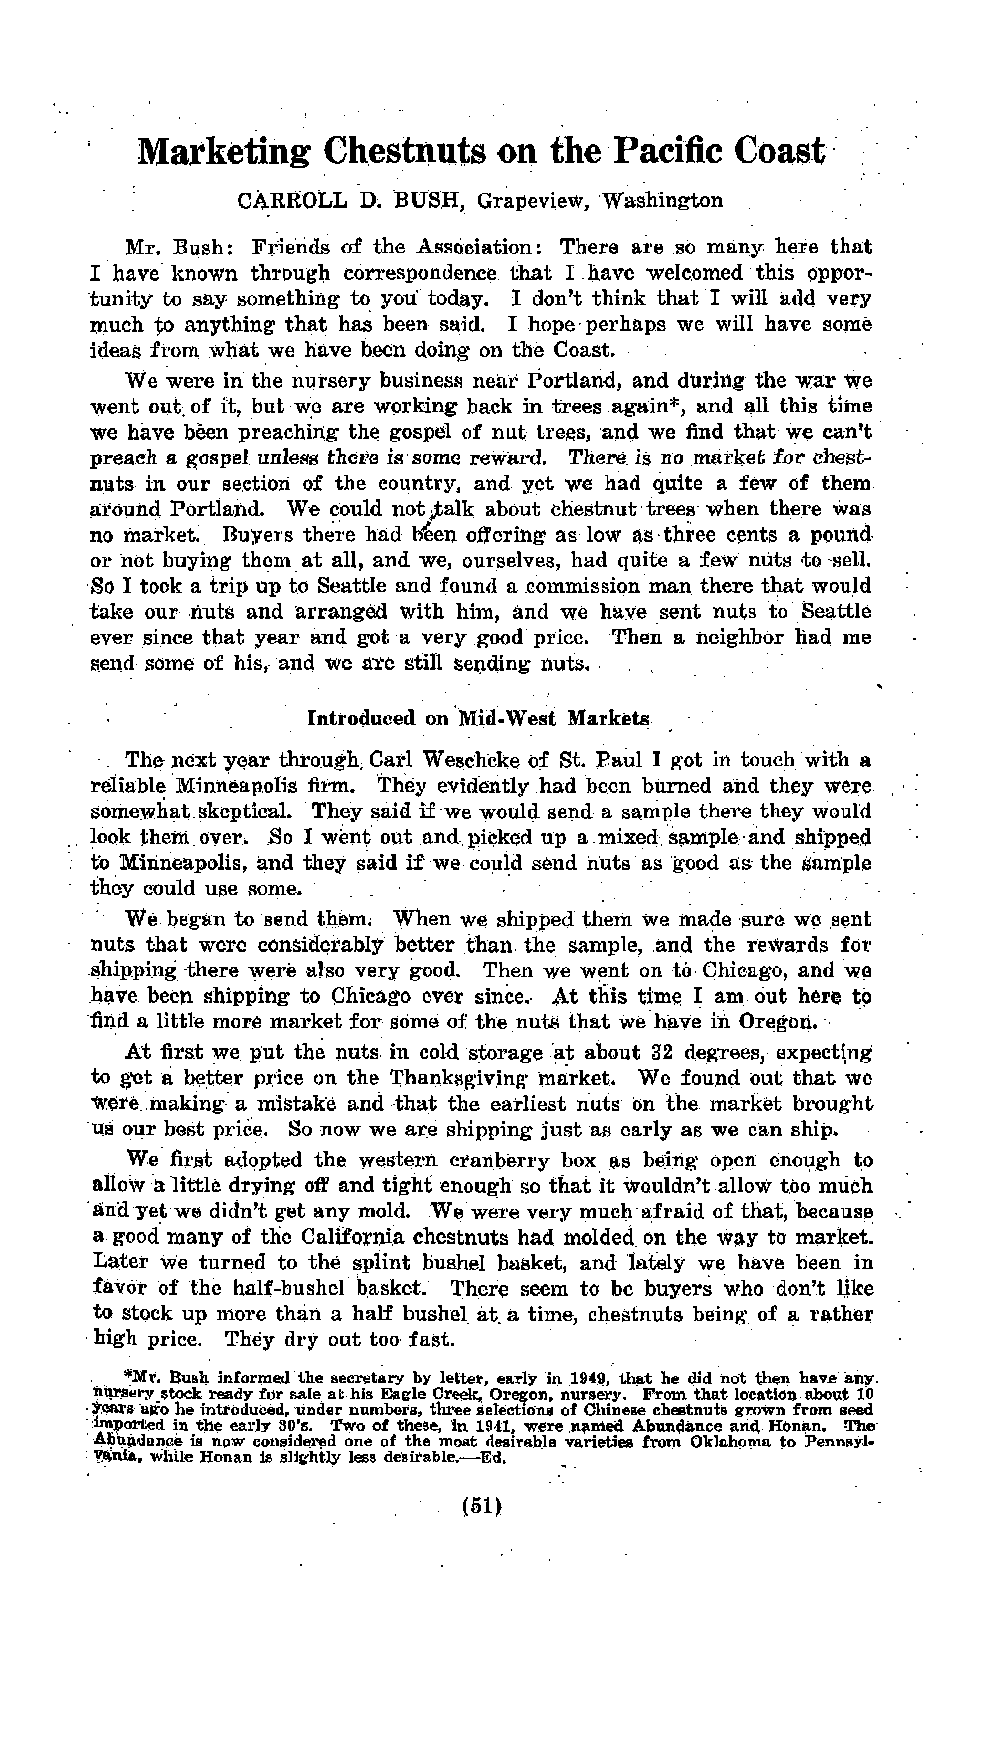 Marketing Chestnuts on the Pacific Coast
CARROLL D. BUSH, Grapeview, Washington
Mr. Bush: Friends of the Association: There are so many here that
I have known through correspondence that I have welcomed this oppor-
tunity to say something to you today. I don't think that I will add very
much to anything that has been said. I hope perhaps we will have some
ideas from what we have been doing on the Coast.
We were in the nursery business near Portland, and during the war we
went out of it, but we are working back in trees again*, and all this time
we have been preaching the gospel of nut trees, and we find that we can't
preach a gospel unless there is some reward. There is no market for chest-
nuts in our section of the country, and yet we had quite a few of them
around Portland. We could not talk about chestnut trees when there was
no market. Buyers there had been offering as low as three cents a pound
or not buying them at all, and we, ourselves, had quite a few nuts to sell.
So I took a trip up to Seattle and found a commission man there that would
take our nuts and arranged with him, and we have sent nuts to Seattle
ever since that year and got a very good price. Then a neighbor had me
send some of his, and we are still sending nuts.
Introduced on Mid-West Markets
The next year through Carl Weschcke of St. Paul I got in touch with a
reliable Minneapolis firm. They evidently had been burned and they were
somewhat skeptical. They said if we would send a sample there they would
look them over. So I went out and picked up a mixed sample and shipped
to Minneapolis, and they said if we could send nuts as good as the sample
they could use some.
We began to send them. When we shipped them we made sure we sent
nuts that were considerably better than the sample, and the rewards for
shipping there were also very good. Then we went on to Chicago, and we
have been shipping to Chicago ever since. At this time I am out here to
find a little more market for some of the nuts that we have in Oregon.
At first we put the nuts in cold storage at about 32 degrees, expecting
to get a better price on the Thanksgiving market. We found out that we
were making a mistake and that the earliest nuts on the market brought
us our best price. So now we are shipping just as early as we can ship.
We first adopted the western cranberry box as being open enough to
allow a little drying off and tight enough so that it wouldn't allow too much
and yet we didn't get any mold. We were very much afraid of that, because
a good many of the California chestnuts had molded on the way to market.
Later we turned to the splint bushel basket, and lately we have been in
favor of the half-bushel basket. There seem to be buyers who don't like
to stock up more than a half bushel at a time, chestnuts being of a rather
high price. They dry out too fast.
*Mr. Bush informed the secretary by letter, early in 1949, that he did not then have any
nursery stock ready for sale at his Eagle Creek, Oregon, nursery. From that location about 10
years ago he introduced, under numbers, three selections of Chinese chestnuts grown from seed
imported in the early 30's. Two of these, in 1941, were named Abundance and Honan. The
Abundance is now considered one of the most desirable varieties from Oklahoma to Pennsyl-
vania, while Honan is slightly less desirable.—Ed.
(51)